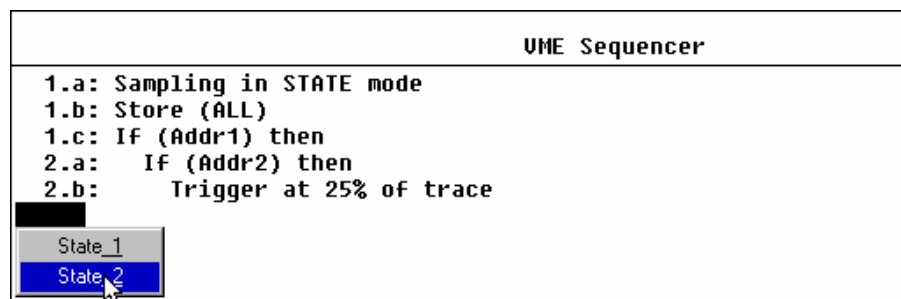 VME Sequencer
1.a: Sampling in STATE mode
1.b: Store (ALL)
1.c: If (Addr1) then
2.a: If (Addr2) then
2.b: Trigger at 25% of trace
State_1
State_2